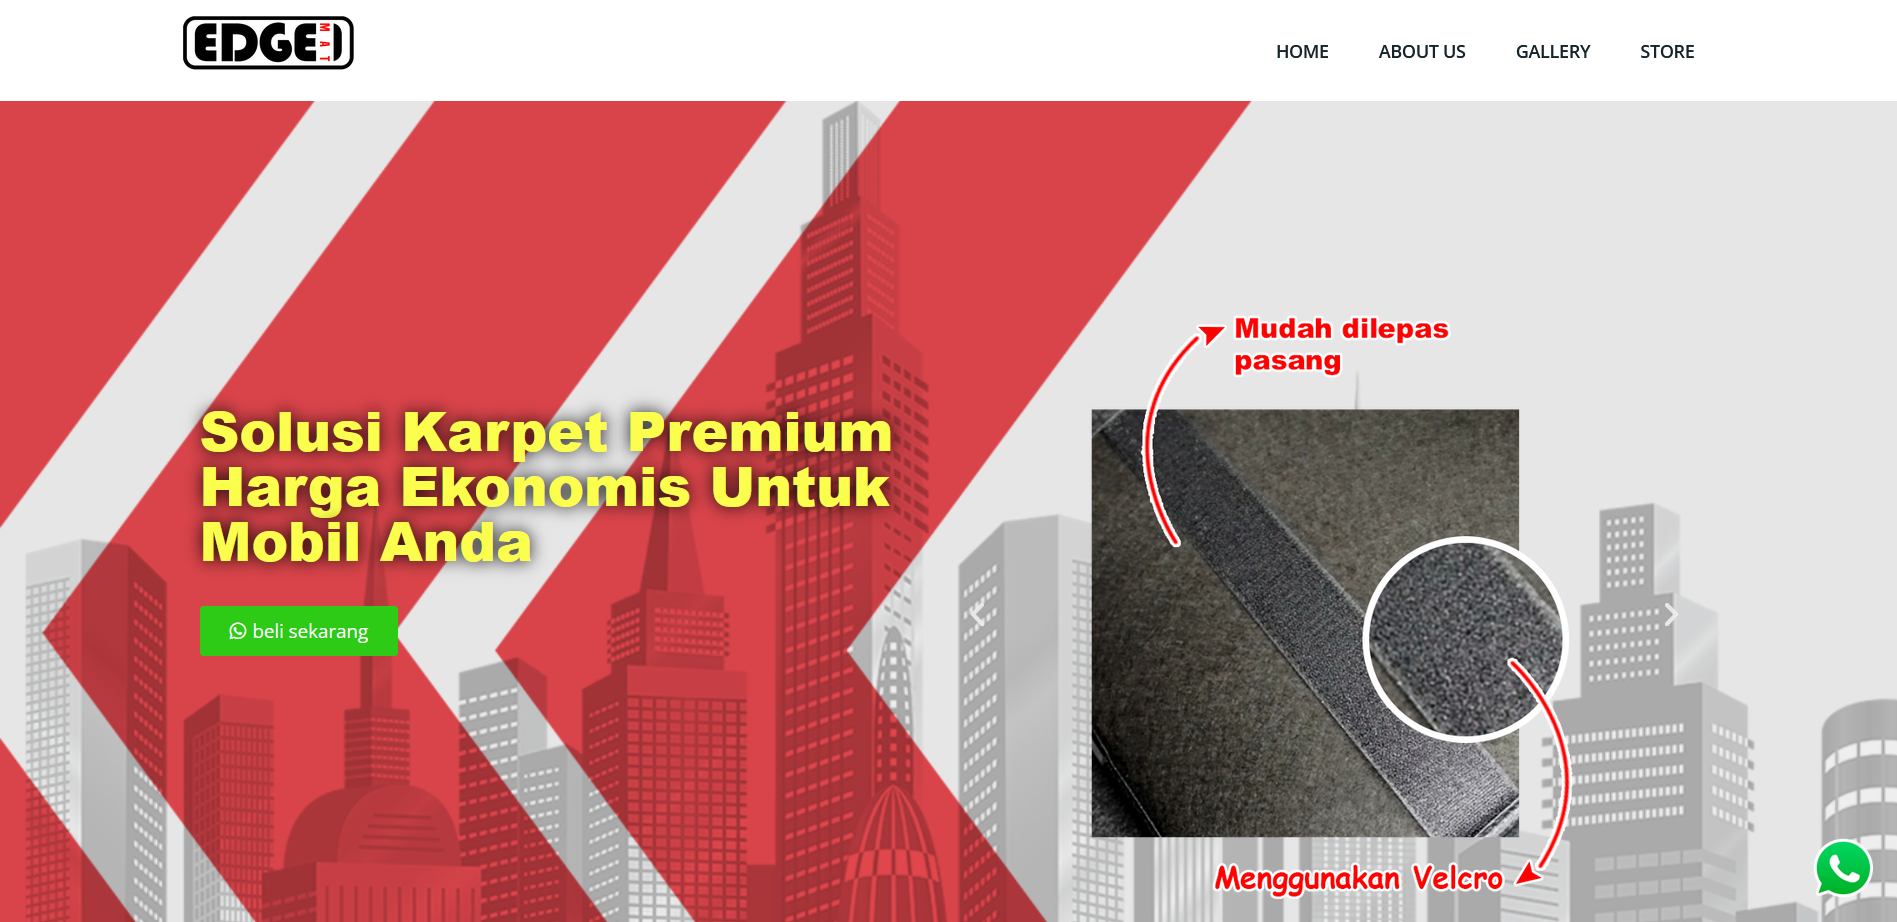 EDGE MAT
HOME
ABOUT US
GALLERY
STORE
Mudah dilepas
pasang
Solusi Karpet Premium
Harga Ekonomis Untuk
Mobil Anda
beli sekarang
Menggunakan Velcro